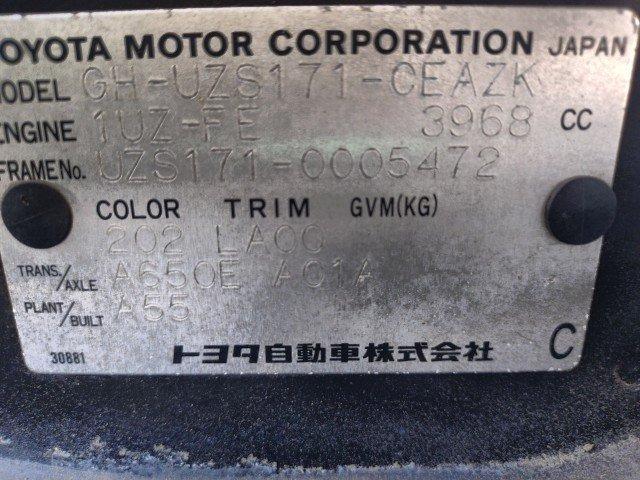 TOYOTA MOTOR CORPORATION JAPAN
MODEL GH-UZS171-CEAZK
ENGINE 1UZ-FE 3968 CC
FRAME No. UZS171-0005472
COLOR TRIM GVM(KG)
202 LA00
TRANS./AXLE A650E A01A
PLANT/BUILT A55
30881 トヨタ自動車株式会社 C